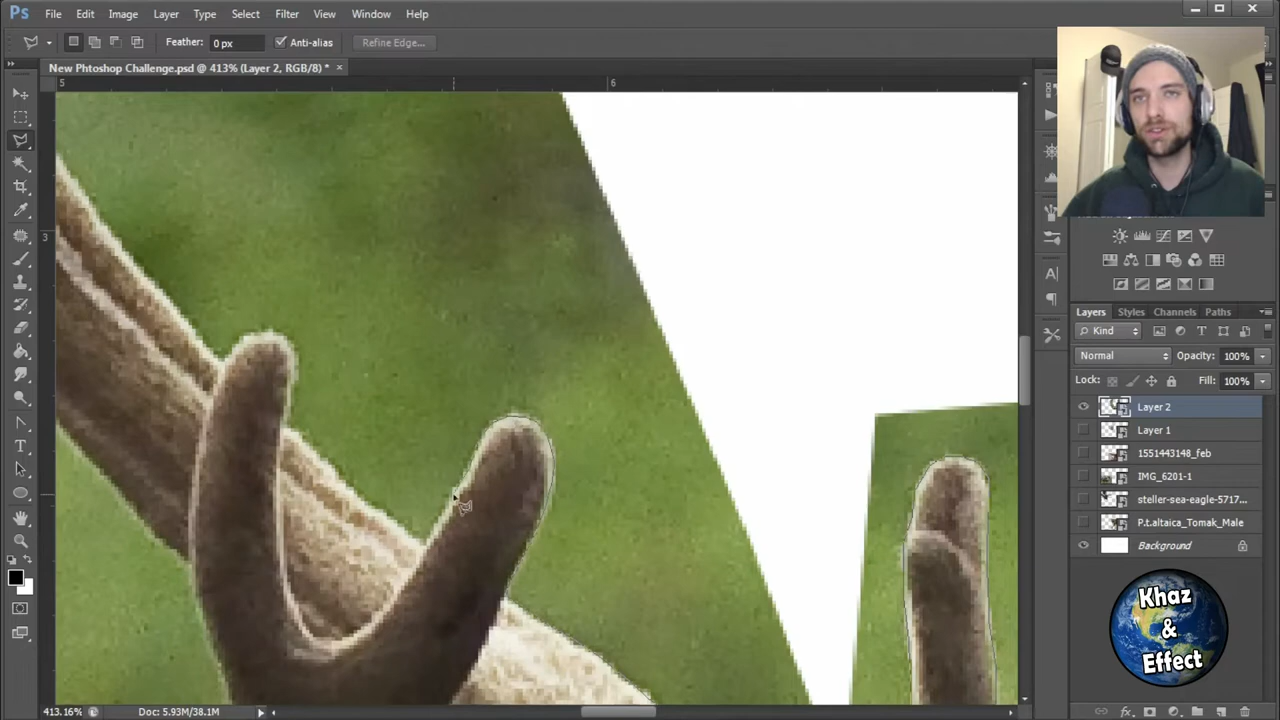 Ps File Edit Image Layer Type Select Filter View Window Help
Feather: 0 px Anti-alias Refine Edge...
New Phtoshop Challenge.psd @ 413% (Layer 2, RGB/8) * ×
5 6
3
Layers Styles Channels Paths
Kind
Normal Opacity: 100%
Lock: Fill: 100%
Layer 2
Layer 1
1551443148_feb
IMG_6201-1
steller-sea-eagle-5717...
P.t.altaica_Tomak_Male
Background
Khaz
&
Effect
413.16% Doc: 5.93M/38.1M